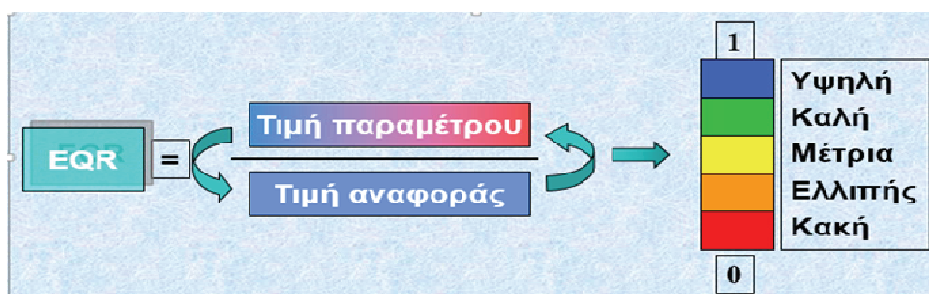 EQR
=
Τιμή παραμέτρου
Τιμή αναφοράς
1
Υψηλή
Καλή
Μέτρια
Ελλιπής
Κακή
0